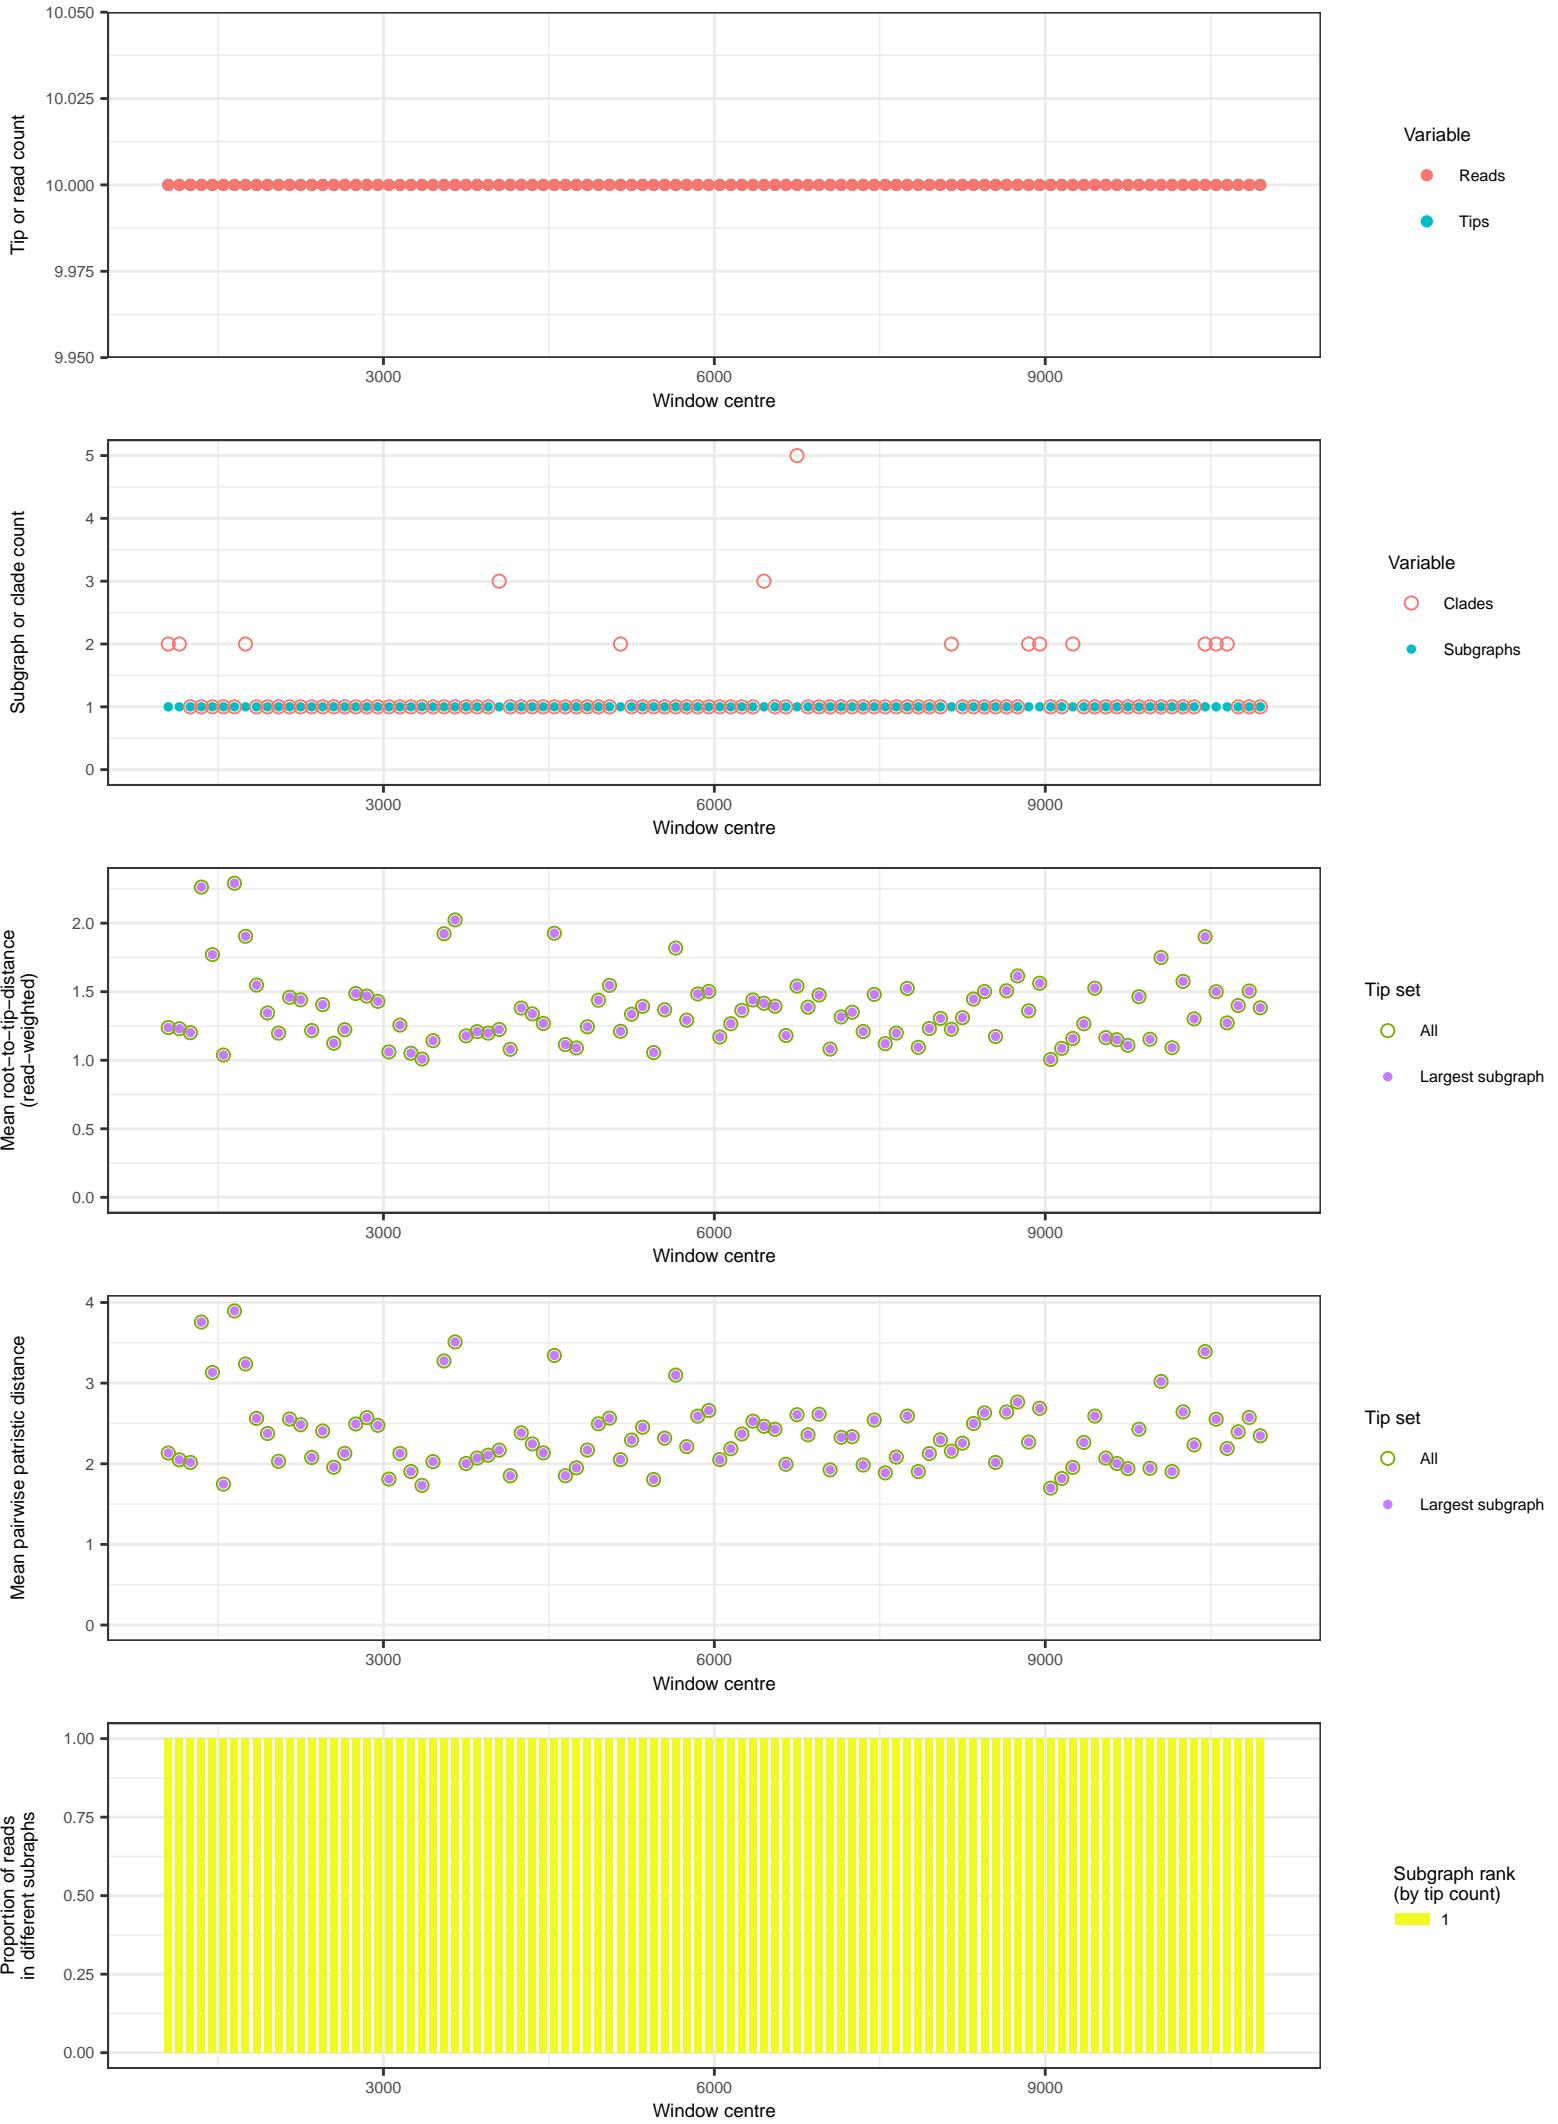 10.050
10.025
10.000
9.975
9.950
Tip or read count
3000
6000
9000
Window centre
Variable
Reads
Tips
5
4
3
2
1
0
Subgraph or clade count
3000
6000
9000
Window centre
Variable
Clades
Subgraphs
2.0
1.5
1.0
0.5
0.0
Mean root−to−tip−distance
(read−weighted)
3000
6000
9000
Window centre
Tip set
All
Largest subgraph
4
3
2
1
0
Mean pairwise patristic distance
3000
6000
9000
Window centre
Tip set
All
Largest subgraph
1.00
0.75
0.50
0.25
0.00
Proportion of reads
in different subraphs
3000
6000
9000
Window centre
Subgraph rank
(by tip count)
1